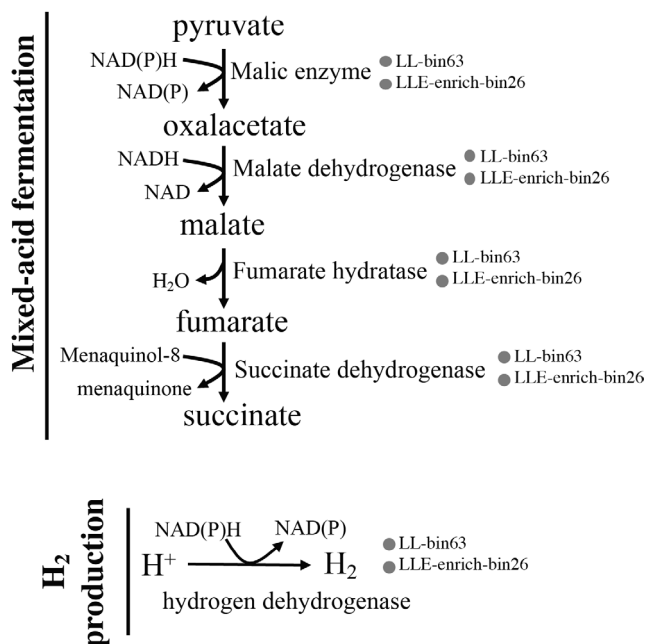 Mixed-acid fermentation
pyruvate
NAD(P)H
NAD(P)
Malic enzyme
LL-bin63
LLE-enrich-bin26
oxalacetate
NADH
NAD
Malate dehydrogenase
LL-bin63
LLE-enrich-bin26
malate
H₂O
Fumarate hydratase
LL-bin63
LLE-enrich-bin26
fumarate
Menaquinol-8
menaquinone
Succinate dehydrogenase
LL-bin63
LLE-enrich-bin26
succinate
H₂
production
NAD(P)H
NAD(P)
H⁺
H₂
hydrogen dehydrogenase
LL-bin63
LLE-enrich-bin26